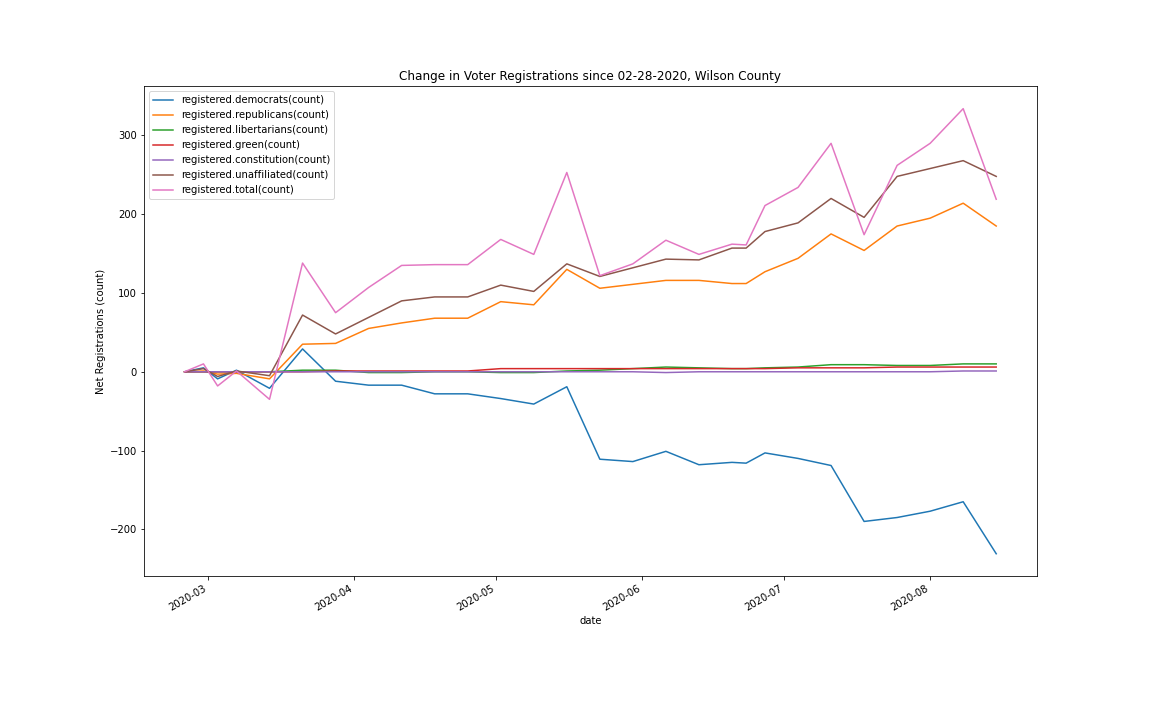 Change in Voter Registrations since 02-28-2020, Wilson County
registered.democrats(count)
registered.republicans(count)
registered.libertarians(count)
registered.green(count)
registered.constitution(count)
registered.unaffiliated(count)
registered.total(count)
Net Registrations (count)
300
200
100
0
−100
−200
2020-03
2020-04
2020-05
2020-06
2020-07
2020-08
date